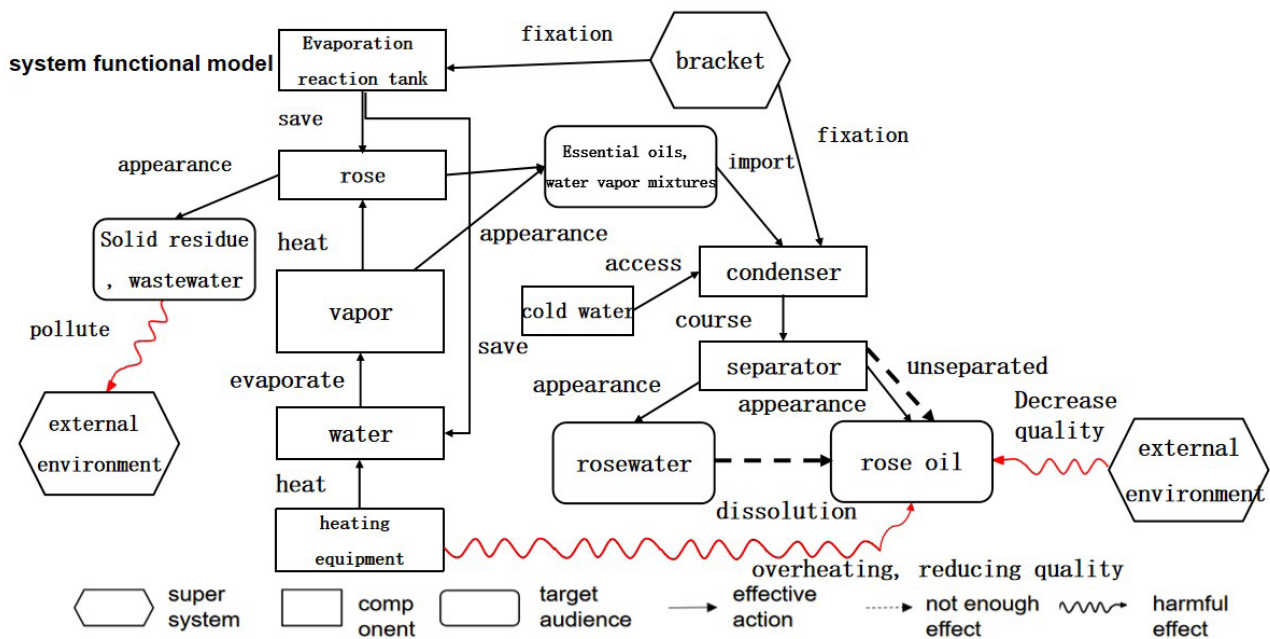 system functional model
Evaporation
reaction tank
fixation
bracket
save
fixation
appearance
rose
Essential oils,
water vapor mixtures
import
Solid residue
, wastewater
heat
appearance
access
condenser
vapor
cold water
course
pollute
save
evaporate
separator
unseparated
appearance
appearance
Decrease
quality
external
environment
water
rosewater
rose oil
external
environment
heat
dissolution
heating
equipment
overheating, reducing quality
super
system
comp
onent
target
audience
effective
action
not enough
effect
harmful
effect